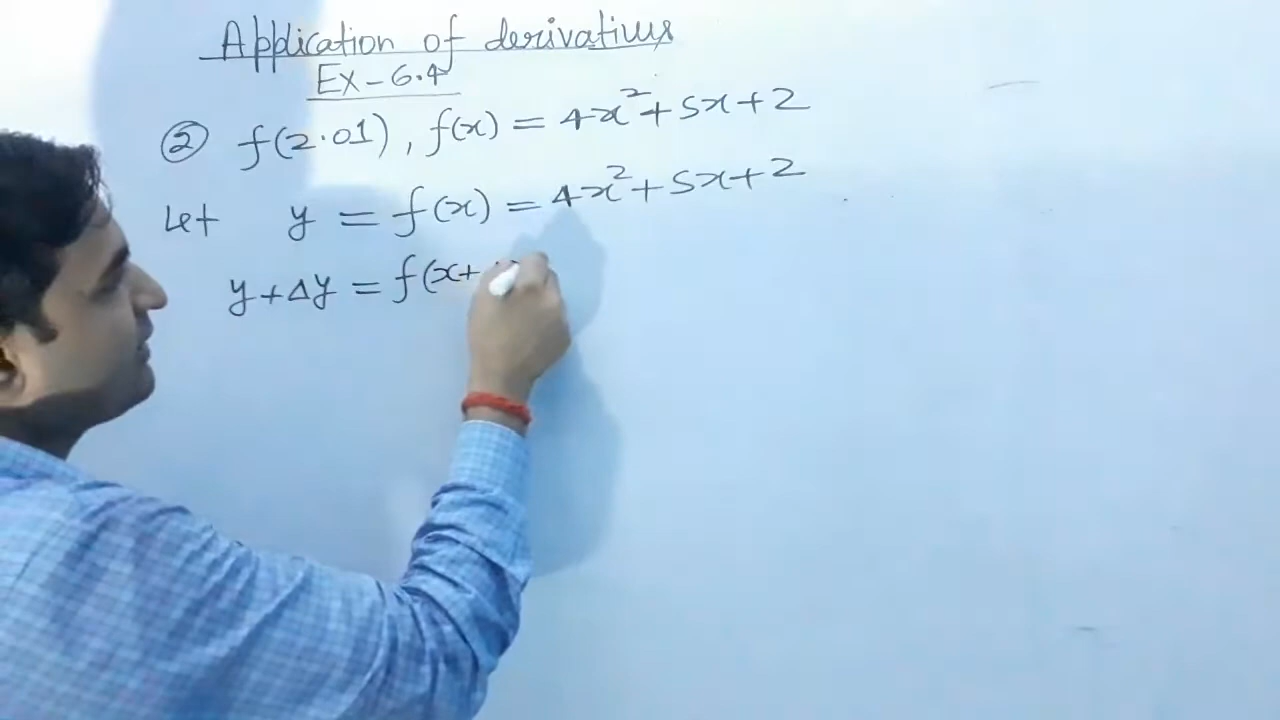 Application of derivatives
Ex-6.4
② f(2.01), f(x) = 4x² + 5x + 2
Let y = f(x) = 4x² + 5x + 2
y + Δy = f(x+